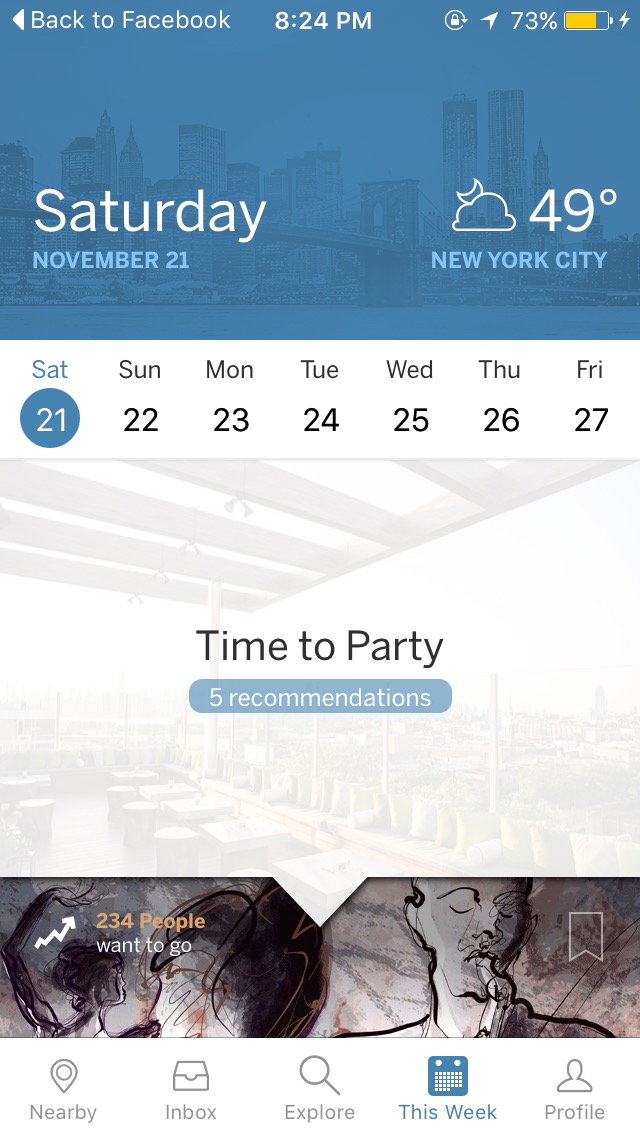 Back to Facebook 8:24 PM 73%
Saturday 49°
NOVEMBER 21 NEW YORK CITY
Sat Sun Mon Tue Wed Thu Fri
21 22 23 24 25 26 27
Time to Party
5 recommendations
234 People
want to go
Nearby Inbox Explore This Week Profile